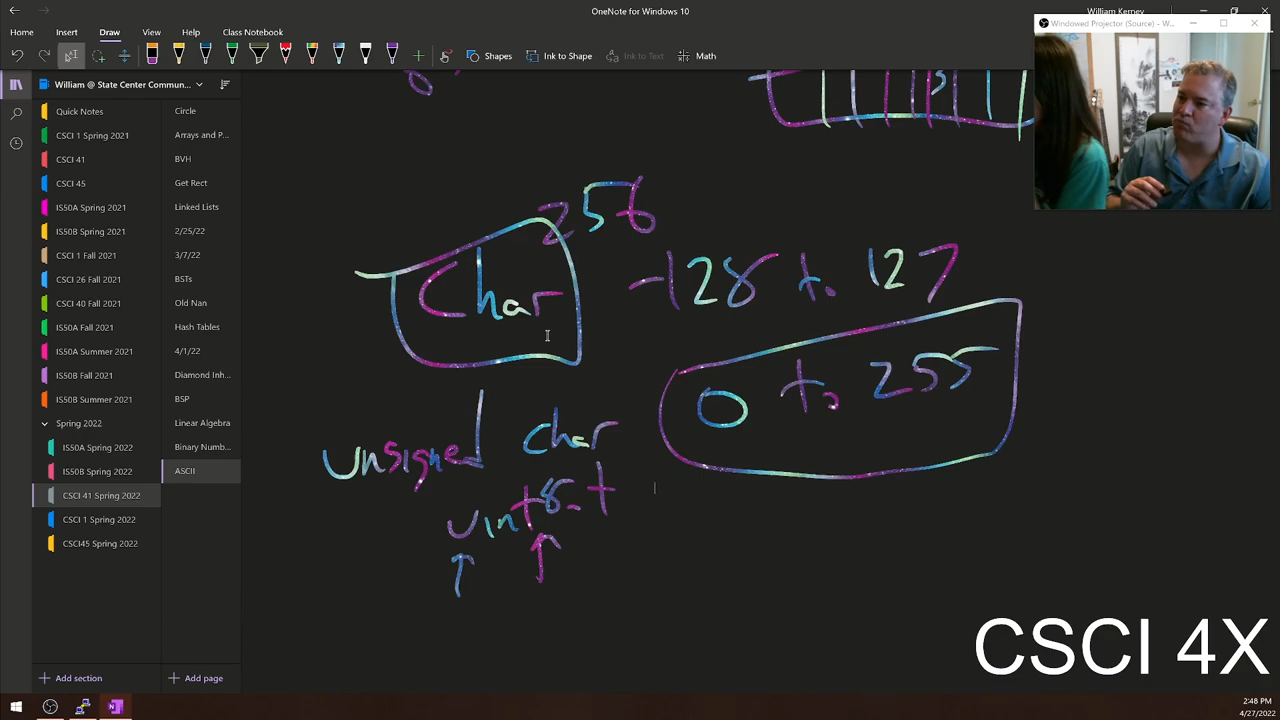 OneNote for Windows 10
William Kerney
Windowed Projector (Source) - W...
Home
Insert
Draw
View
Help
Class Notebook
Shapes
Ink to Shape
Ink to Text
Math
William @ State Center Commun...
Quick Notes
CSCI 1 Spring 2021
CSCI 41
CSCI 45
IS50A Spring 2021
IS50B Spring 2021
CSCI 1 Fall 2021
CSCI 26 Fall 2021
CSCI 40 Fall 2021
IS50A Fall 2021
IS50A Summer 2021
IS50B Fall 2021
IS50B Summer 2021
Spring 2022
IS50A Spring 2022
IS50B Spring 2022
CSCI 41 Spring 2022
CSCI 1 Spring 2022
CSCI45 Spring 2022
Add section
Circle
Arrays and P...
BVH
Get Rect
Linked Lists
2/25/22
3/7/22
BSTs
Old Nan
Hash Tables
4/1/22
Diamond Inh...
BSP
Linear Algebra
Binary Numb...
ASCII
Add page
256
Char
-128 to 127
0 to 255
unsigned char
uint8_t
CSCI 4X
2:48 PM
4/27/2022